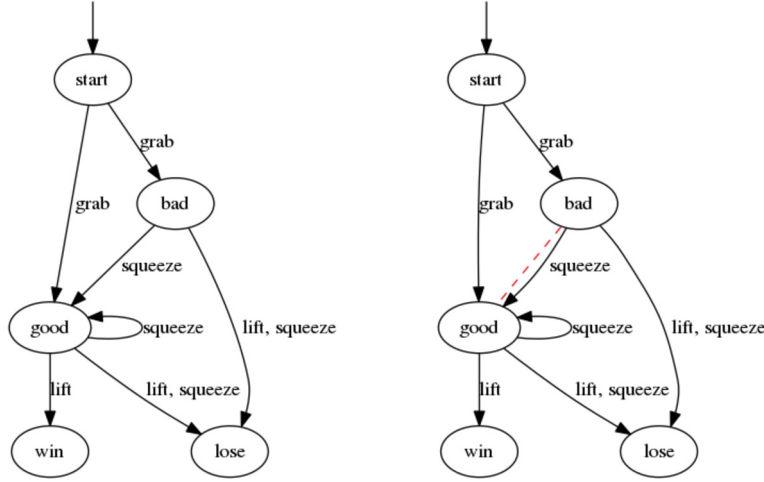 start
grab
grab
bad
squeeze
good
squeeze
lift, squeeze
lift
lift, squeeze
win
lose
start
grab
grab
bad
squeeze
good
squeeze
lift, squeeze
lift
lift, squeeze
win
lose